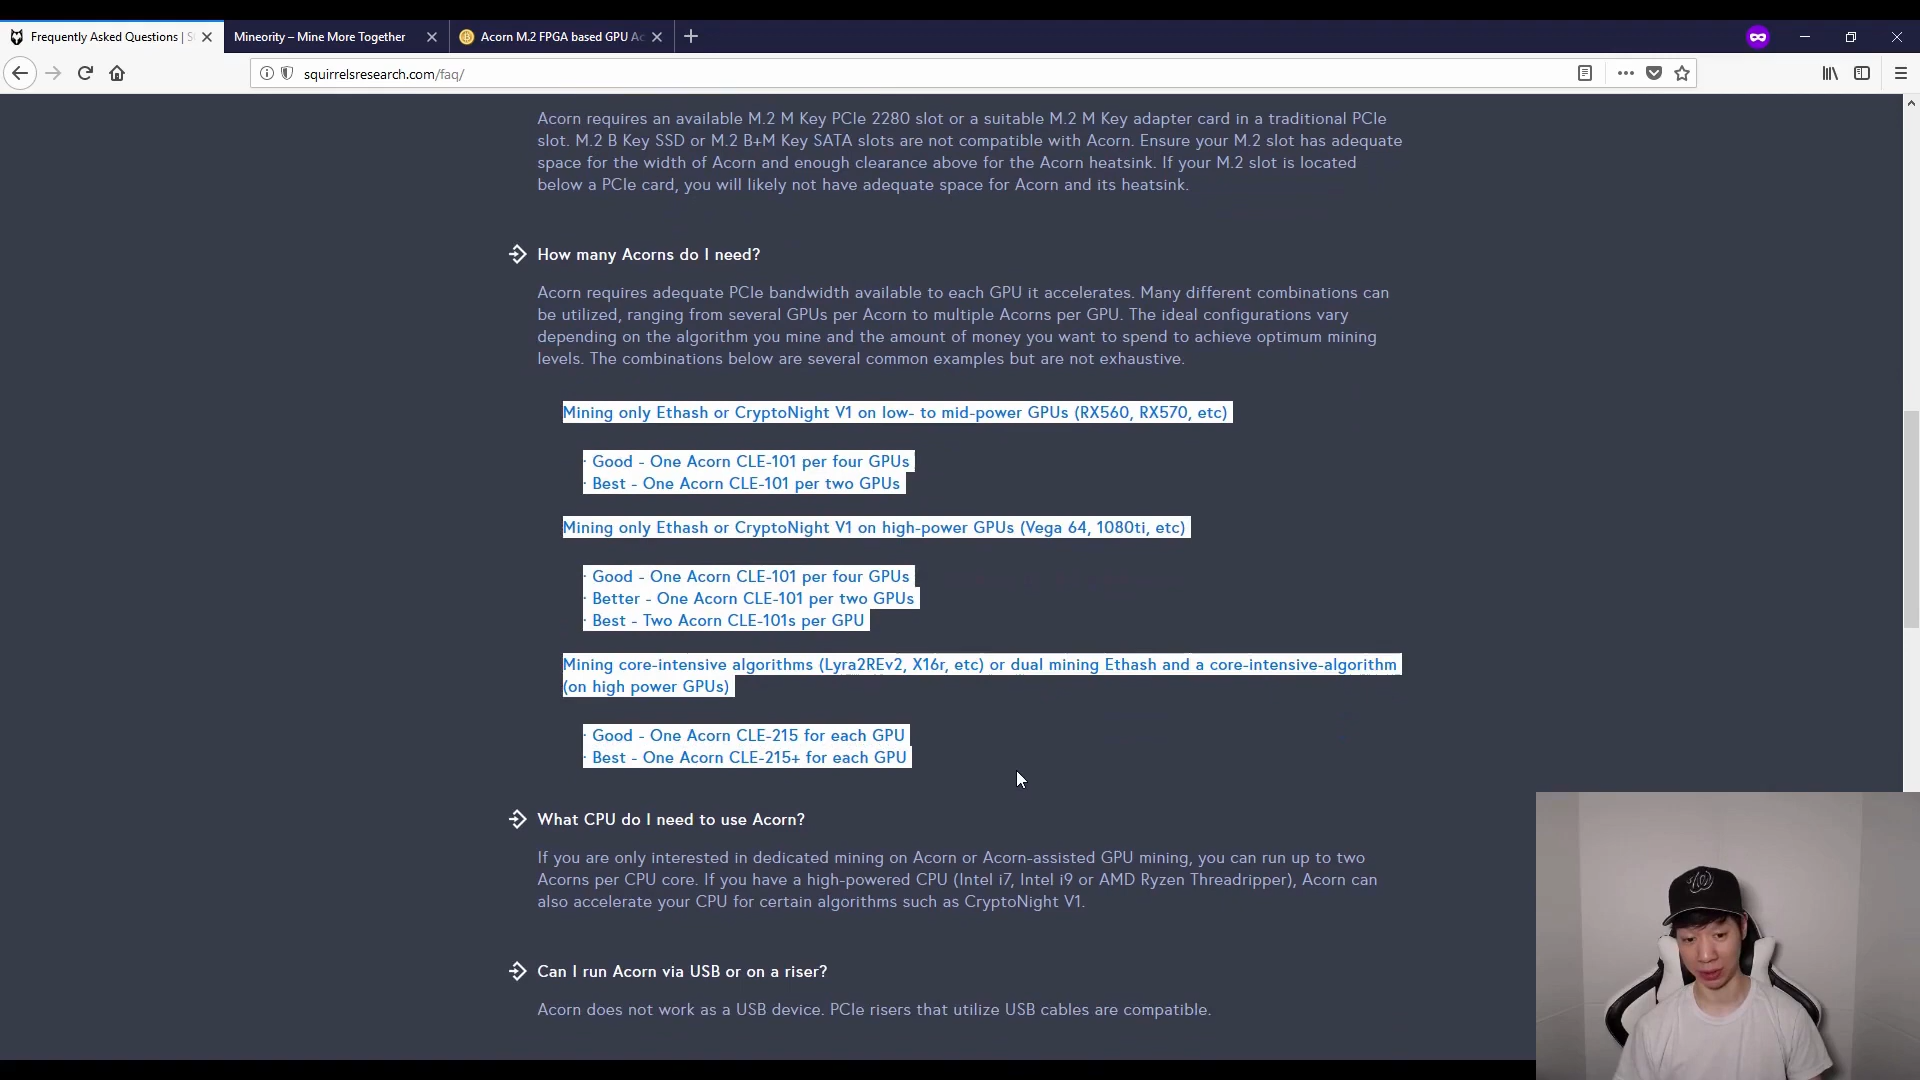 Frequently Asked Questions | S
Mineority – Mine More Together
Acorn M.2 FPGA based GPU Ac
squirrelsresearch.com/faq/
Acorn requires an available M.2 M Key PCIe 2280 slot or a suitable M.2 M Key adapter card in a traditional PCIe
slot. M.2 B Key SSD or M.2 B+M Key SATA slots are not compatible with Acorn. Ensure your M.2 slot has adequate
space for the width of Acorn and enough clearance above for the Acorn heatsink. If your M.2 slot is located
below a PCIe card, you will likely not have adequate space for Acorn and its heatsink.
How many Acorns do I need?
Acorn requires adequate PCIe bandwidth available to each GPU it accelerates. Many different combinations can
be utilized, ranging from several GPUs per Acorn to multiple Acorns per GPU. The ideal configurations vary
depending on the algorithm you mine and the amount of money you want to spend to achieve optimum mining
levels. The combinations below are several common examples but are not exhaustive.
Mining only Ethash or CryptoNight V1 on low- to mid-power GPUs (RX560, RX570, etc)
· Good - One Acorn CLE-101 per four GPUs
· Best - One Acorn CLE-101 per two GPUs
Mining only Ethash or CryptoNight V1 on high-power GPUs (Vega 64, 1080ti, etc)
· Good - One Acorn CLE-101 per four GPUs
· Better - One Acorn CLE-101 per two GPUs
· Best - Two Acorn CLE-101s per GPU
Mining core-intensive algorithms (Lyra2REv2, X16r, etc) or dual mining Ethash and a core-intensive-algorithm
(on high power GPUs)
· Good - One Acorn CLE-215 for each GPU
· Best - One Acorn CLE-215+ for each GPU
What CPU do I need to use Acorn?
If you are only interested in dedicated mining on Acorn or Acorn-assisted GPU mining, you can run up to two
Acorns per CPU core. If you have a high-powered CPU (Intel i7, Intel i9 or AMD Ryzen Threadripper), Acorn can
also accelerate your CPU for certain algorithms such as CryptoNight V1.
Can I run Acorn via USB or on a riser?
Acorn does not work as a USB device. PCIe risers that utilize USB cables are compatible.